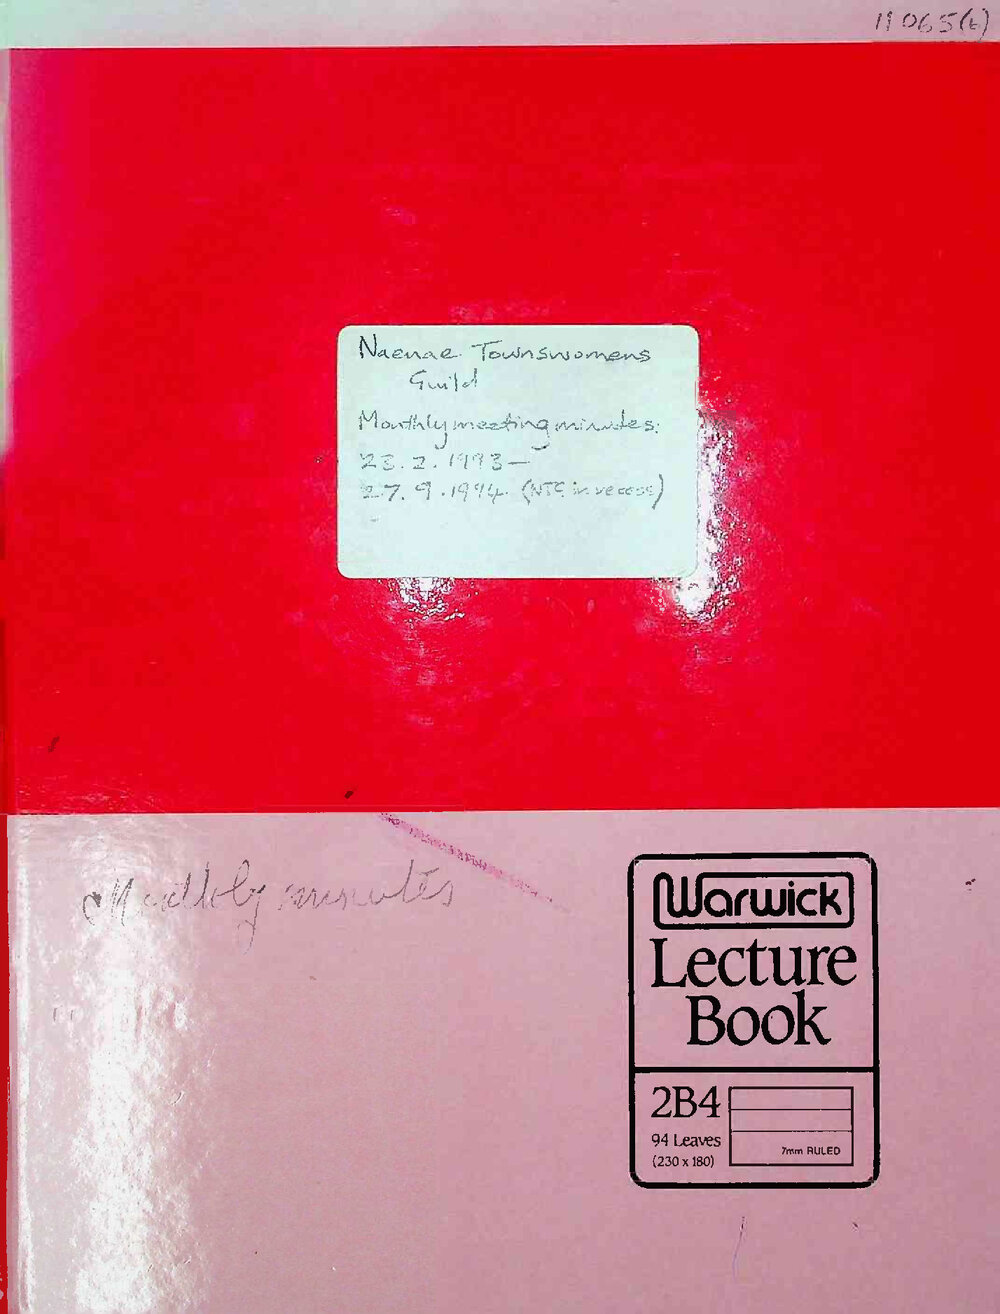 11065(6)
Naenae Townswomens
Guild
Monthly meeting minutes:
23.2.1993—
27.9.1994 (NTG in recess)
Monthly minutes
Warwick
Lecture
Book
2B4
94 Leaves
(230 x 180)
7mm RULED